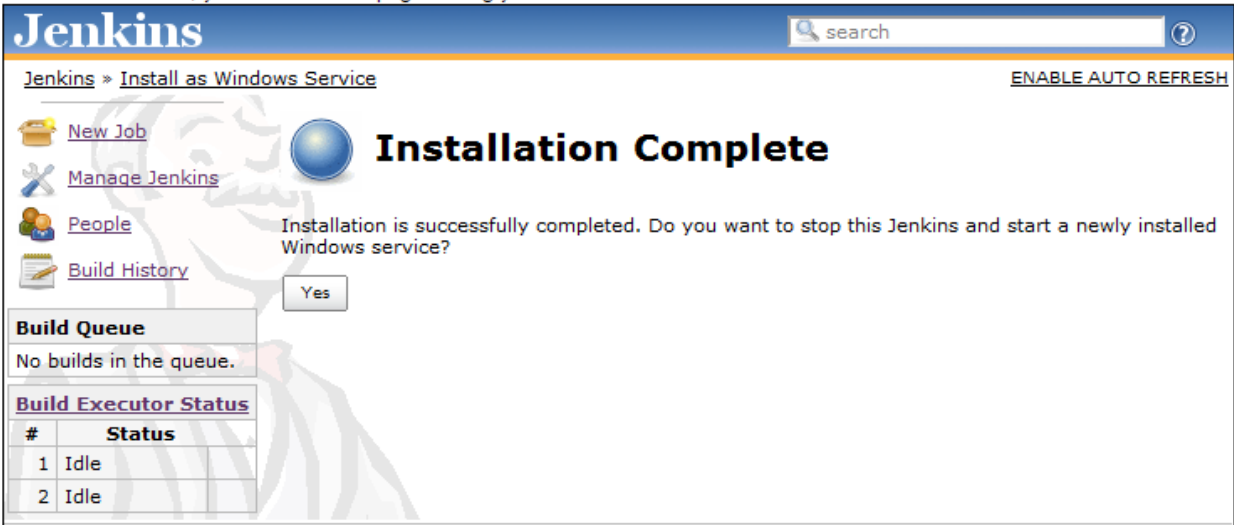 Jenkins
search
Jenkins » Install as Windows Service
ENABLE AUTO REFRESH
New Job
Manage Jenkins
People
Build History
Installation Complete
Installation is successfully completed. Do you want to stop this Jenkins and start a newly installed
Windows service?
Yes
Build Queue
No builds in the queue.
Build Executor Status
# Status
1 Idle
2 Idle